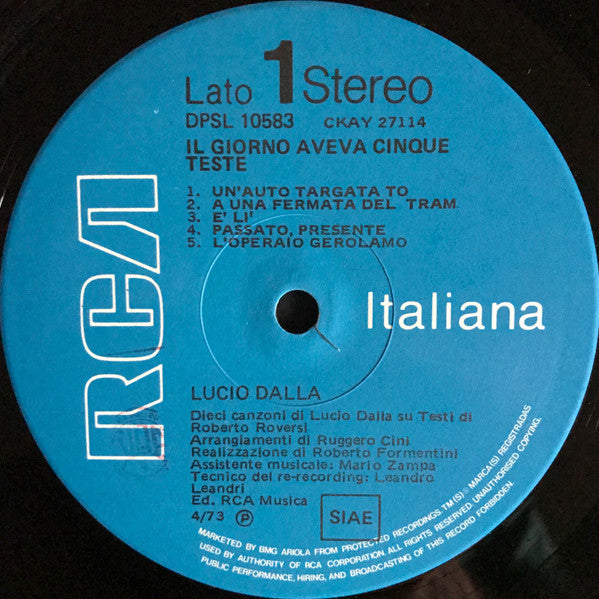 Lato 1 Stereo
DPSL 10583 CKAY 27114
IL GIORNO AVEVA CINQUE
TESTE
1. UN'AUTO TARGATA TO
2. A UNA FERMATA DEL TRAM
3. E' LI'
4. PASSATO, PRESENTE
5. L'OPERAIO GEROLAMO
RCA
Italiana
LUCIO DALLA
Dieci canzoni di Lucio Dalla su Testi di
Roberto Roversi
Arrangiamenti di Ruggero Cini
Realizzazione di Roberto Formentini
Assistente musicale: Mario Zampa
Tecnico del re-recording: Leandro
Leandri
Ed. RCA Musica
4/73 Ⓟ SIAE
MARKETED BY BMG ARIOLA FROM PROTECTED RECORDINGS. TM(S) ® MARCA(S) REGISTRADAS
USED BY AUTHORITY OF RCA CORPORATION. ALL RIGHTS RESERVED. UNAUTHORISED COPYING,
PUBLIC PERFORMANCE, HIRING, AND BROADCASTING OF THIS RECORD FORBIDDEN.